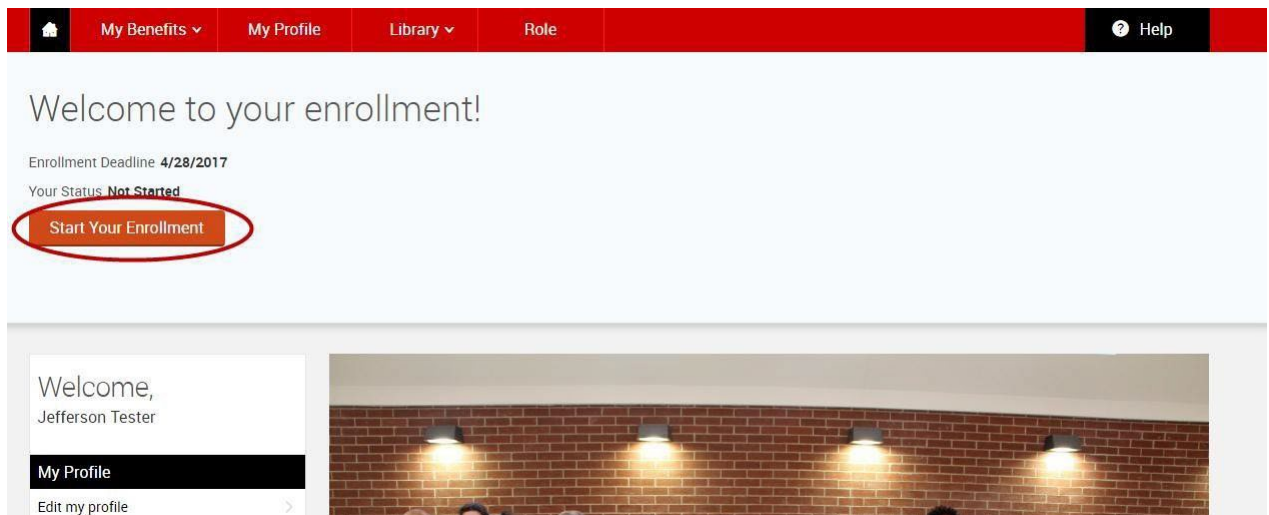 My Benefits My Profile Library Role Help
Welcome to your enrollment!
Enrollment Deadline 4/28/2017
Your Status Not Started
Start Your Enrollment
Welcome,
Jefferson Tester
My Profile
Edit my profile